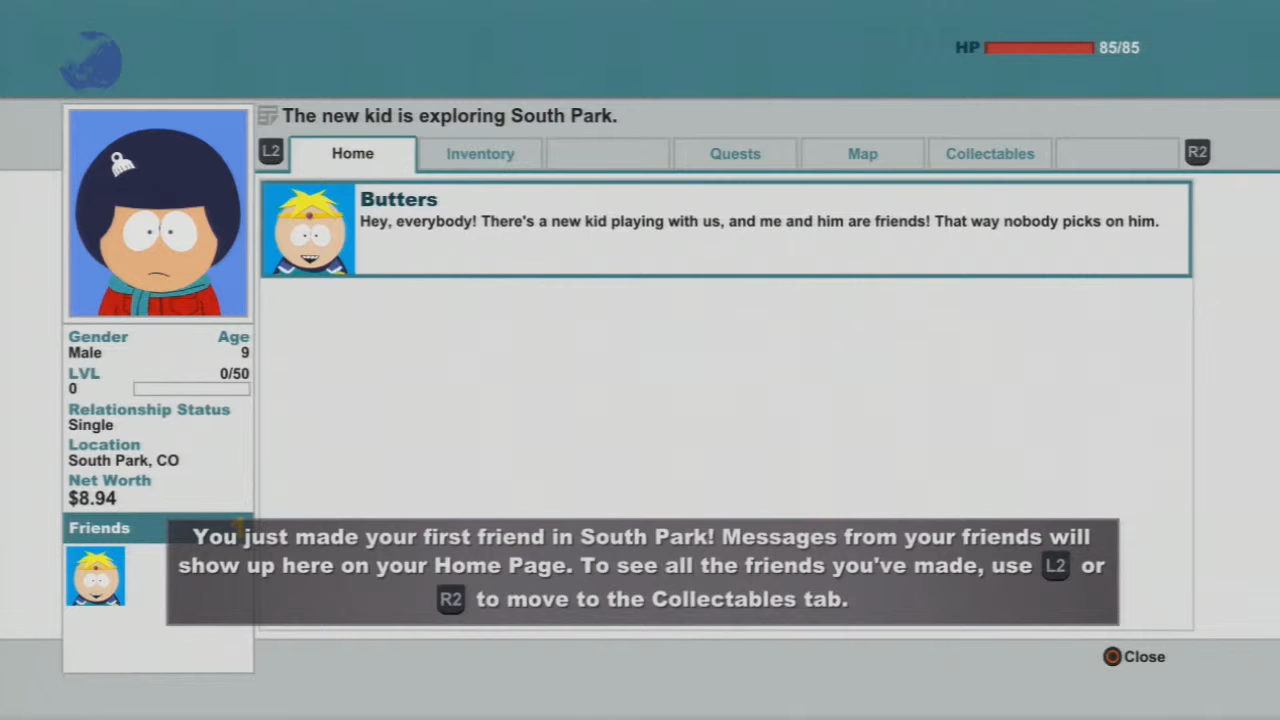 HP 85/85
The new kid is exploring South Park.
L2 Home Inventory Quests Map Collectables R2
Butters
Hey, everybody! There's a new kid playing with us, and me and him are friends! That way nobody picks on him.
Gender Age
Male 9
LVL 0/50
0
Relationship Status
Single
Location
South Park, CO
Net Worth
$8.94
Friends 1
You just made your first friend in South Park! Messages from your friends will
show up here on your Home Page. To see all the friends you've made, use L2 or
R2 to move to the Collectables tab.
Close